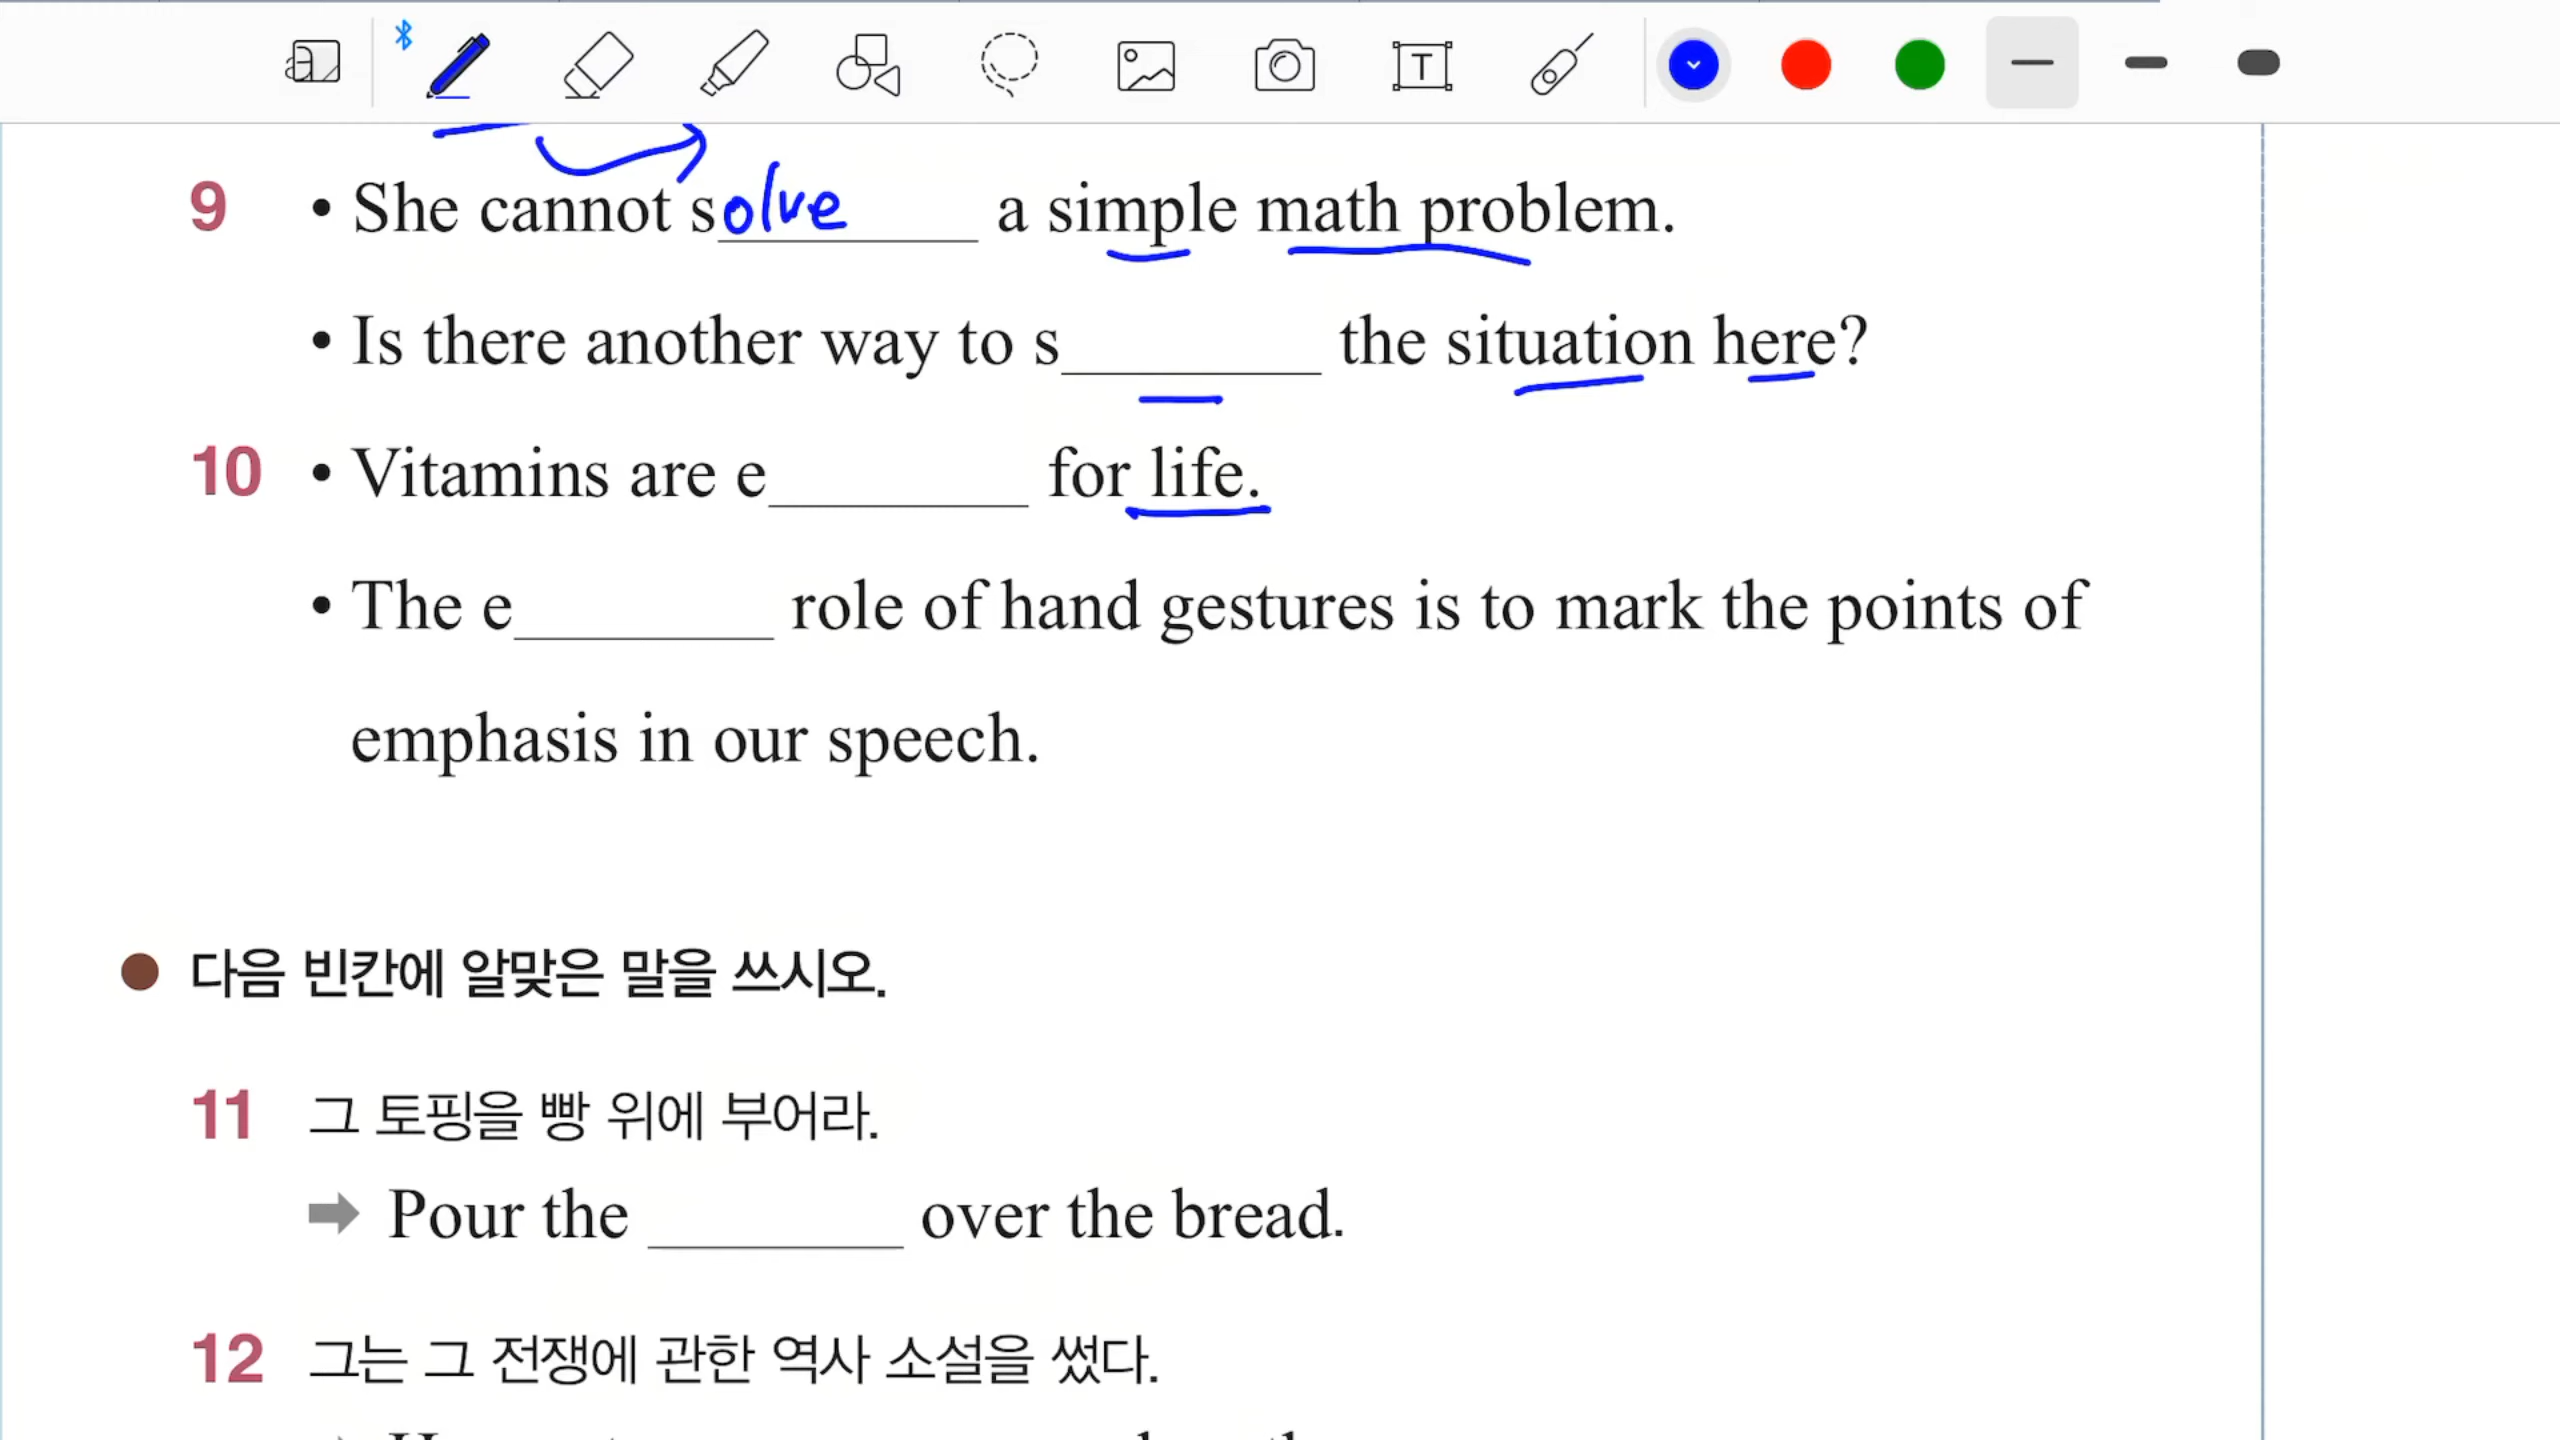 9 • She cannot solve a simple math problem.
• Is there another way to s________ the situation here?
10 • Vitamins are e________ for life.
• The e________ role of hand gestures is to mark the points of
emphasis in our speech.
● 다음 빈칸에 알맞은 말을 쓰시오.
11 그 토핑을 빵 위에 부어라.
➡ Pour the ________ over the bread.
12 그는 그 전쟁에 관한 역사 소설을 썼다.